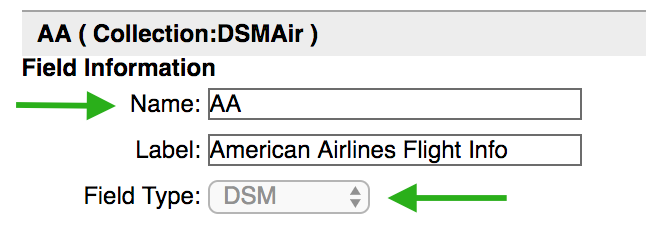 AA ( Collection:DSMAir )
Field Information
Name: AA
Label: American Airlines Flight Info
Field Type: DSM